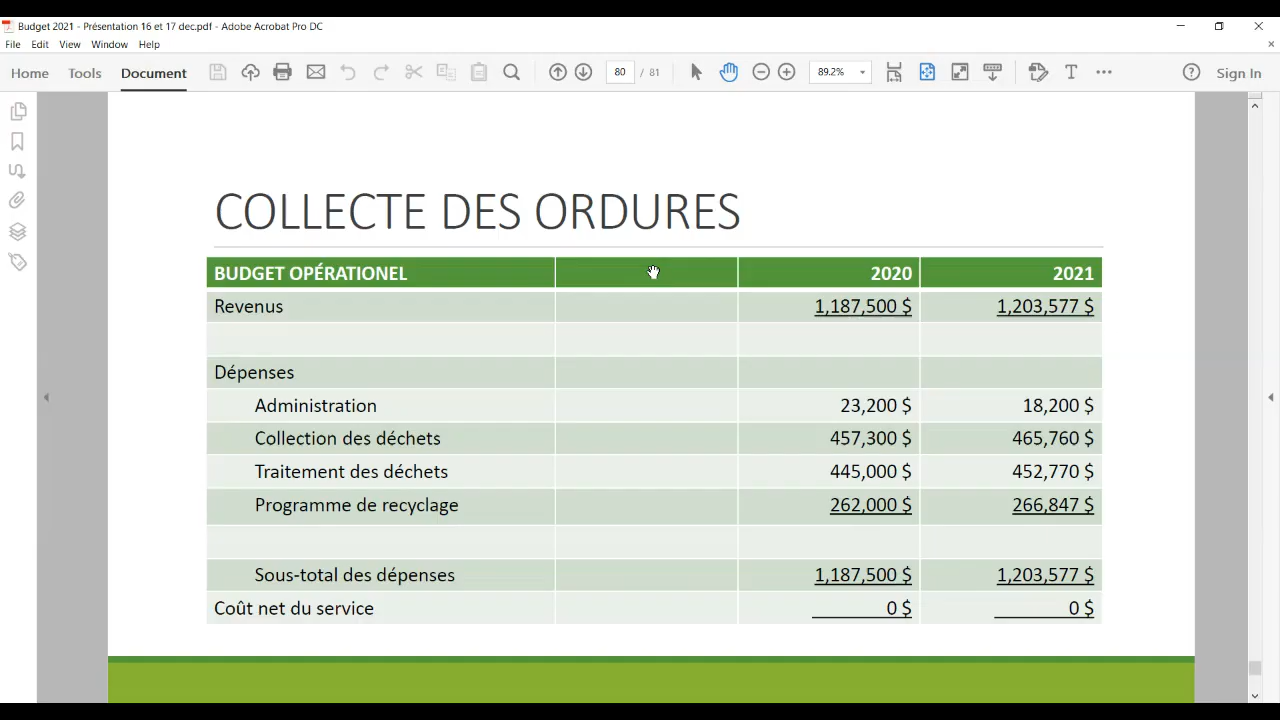 Budget 2021 - Présentation 16 et 17 dec.pdf - Adobe Acrobat Pro DC
File Edit View Window Help
Home Tools Document 80 / 81 89.2% Sign In
COLLECTE DES ORDURES
BUDGET OPÉRATIONEL 2020 2021
Revenus 1,187,500 $ 1,203,577 $
Dépenses
Administration 23,200 $ 18,200 $
Collection des déchets 457,300 $ 465,760 $
Traitement des déchets 445,000 $ 452,770 $
Programme de recyclage 262,000 $ 266,847 $
Sous-total des dépenses 1,187,500 $ 1,203,577 $
Coût net du service 0 $ 0 $